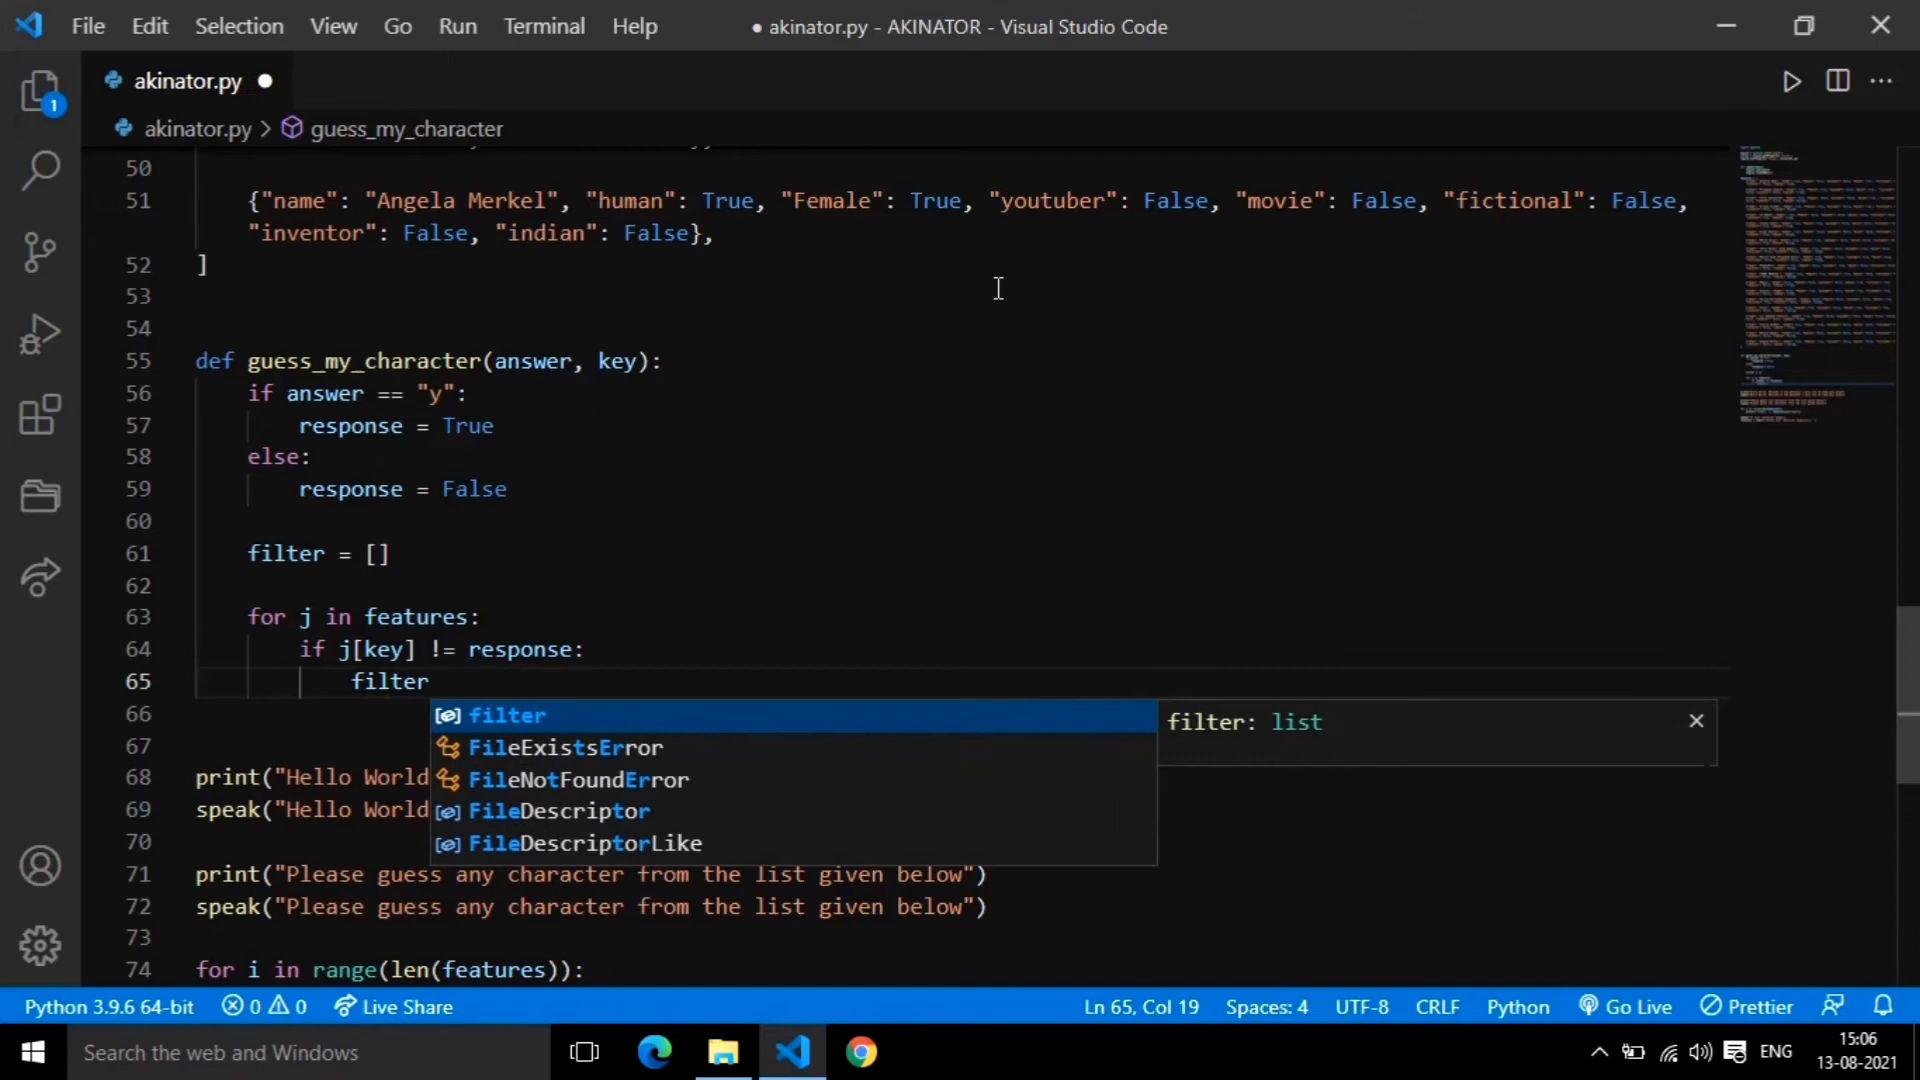 File Edit Selection View Go Run Terminal Help ● akinator.py - AKINATOR - Visual Studio Code
1
akinator.py ●
akinator.py > guess_my_character
50
51 {"name": "Angela Merkel", "human": True, "Female": True, "youtuber": False, "movie": False, "fictional": False,
"inventor": False, "indian": False},
52 ]
53
54
55 def guess_my_character(answer, key):
56 if answer == "y":
57 response = True
58 else:
59 response = False
60
61 filter = []
62
63 for j in features:
64 if j[key] != response:
65 filter
66 filter filter: list
67 FileExistsError
FileNotFoundError
68 print("Hello World
FileDescriptor
69 speak("Hello World
FileDescriptorLike
70
71 print("Please guess any character from the list given below")
72 speak("Please guess any character from the list given below")
73
74 for i in range(len(features)):
Python 3.9.6 64-bit 0 0 Live Share Ln 65, Col 19 Spaces: 4 UTF-8 CRLF Python Go Live Prettier
Search the web and Windows ENG 15:06
13-08-2021